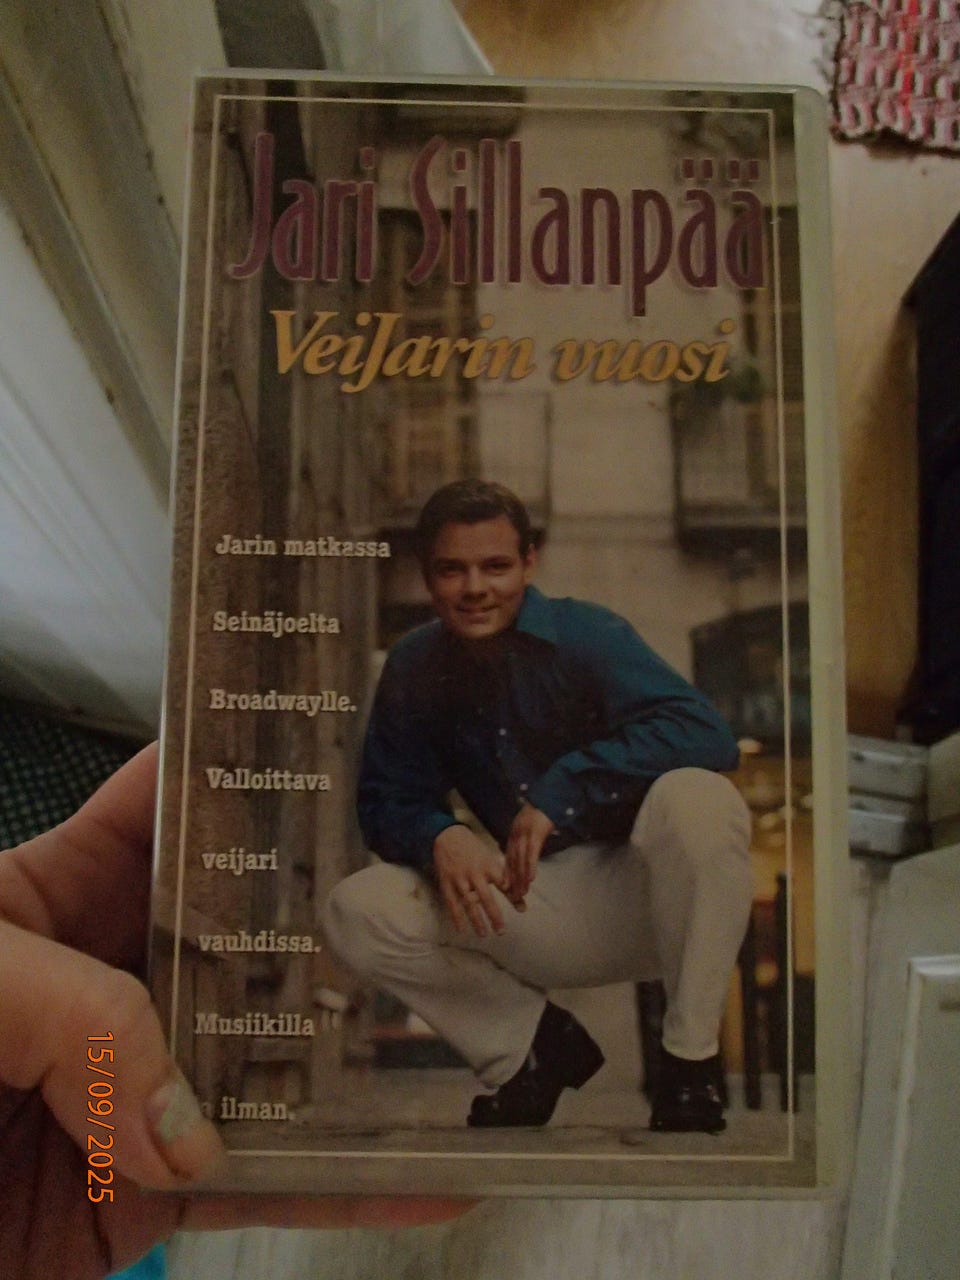 Jari Sillanpää
VeiJarin vuosi
Jarin matkassa
Seinäjoelta
Broadwaylle.
Valloittava
veijari
vauhdissa.
Musiikilla
ilman.
15/09/2025